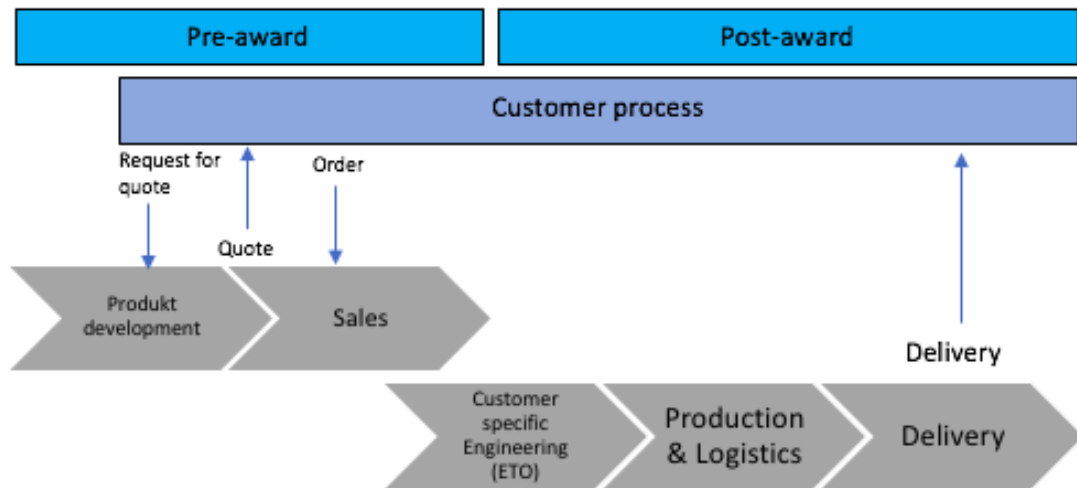 Pre-award
Post-award
Customer process
Request for
quote
Order
Quote
Produkt
development
Sales
Delivery
Customer
specific
Engineering
(ETO)
Production
& Logistics
Delivery